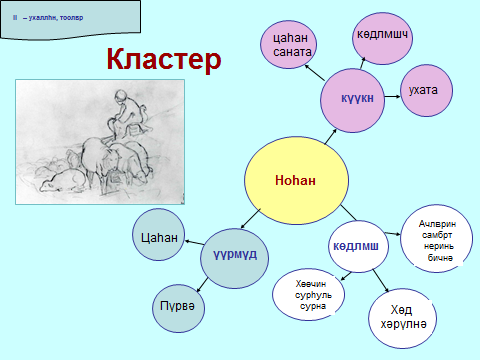 II – ухаллһн, тоолвр
Кластер
цаһан
саната
көдлмшч
күүкн
ухата
Ноһан
Цаһан
үүрмүд
Пүрвә
көдлмш
Ачлврин
самбрт
неринь
бичнә
Хөөчин
сурһуль
сурна
Хөд
хәрүлнә